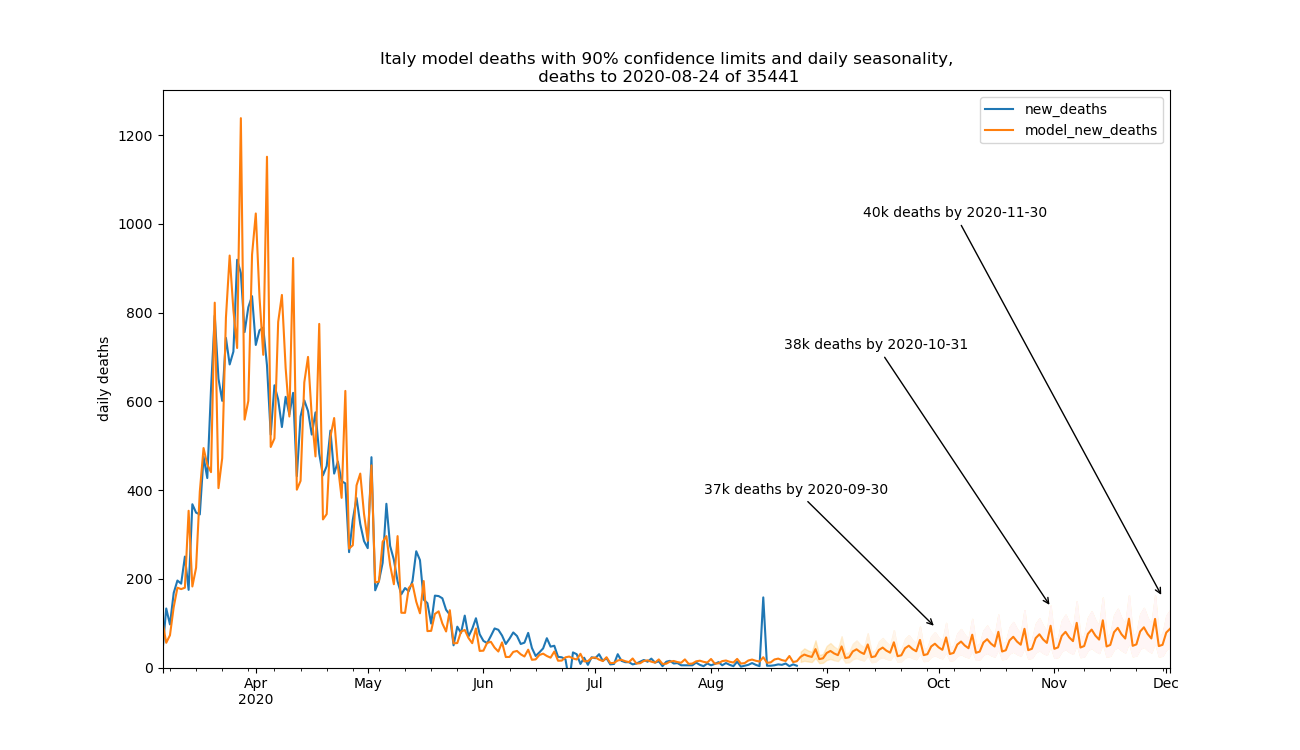 Italy model deaths with 90% confidence limits and daily seasonality,
deaths to 2020-08-24 of 35441
new_deaths
model_new_deaths
1200
1000
800
600
400
200
0
daily deaths
40k deaths by 2020-11-30
38k deaths by 2020-10-31
37k deaths by 2020-09-30
Apr May Jun Jul Aug Sep Oct Nov Dec
2020